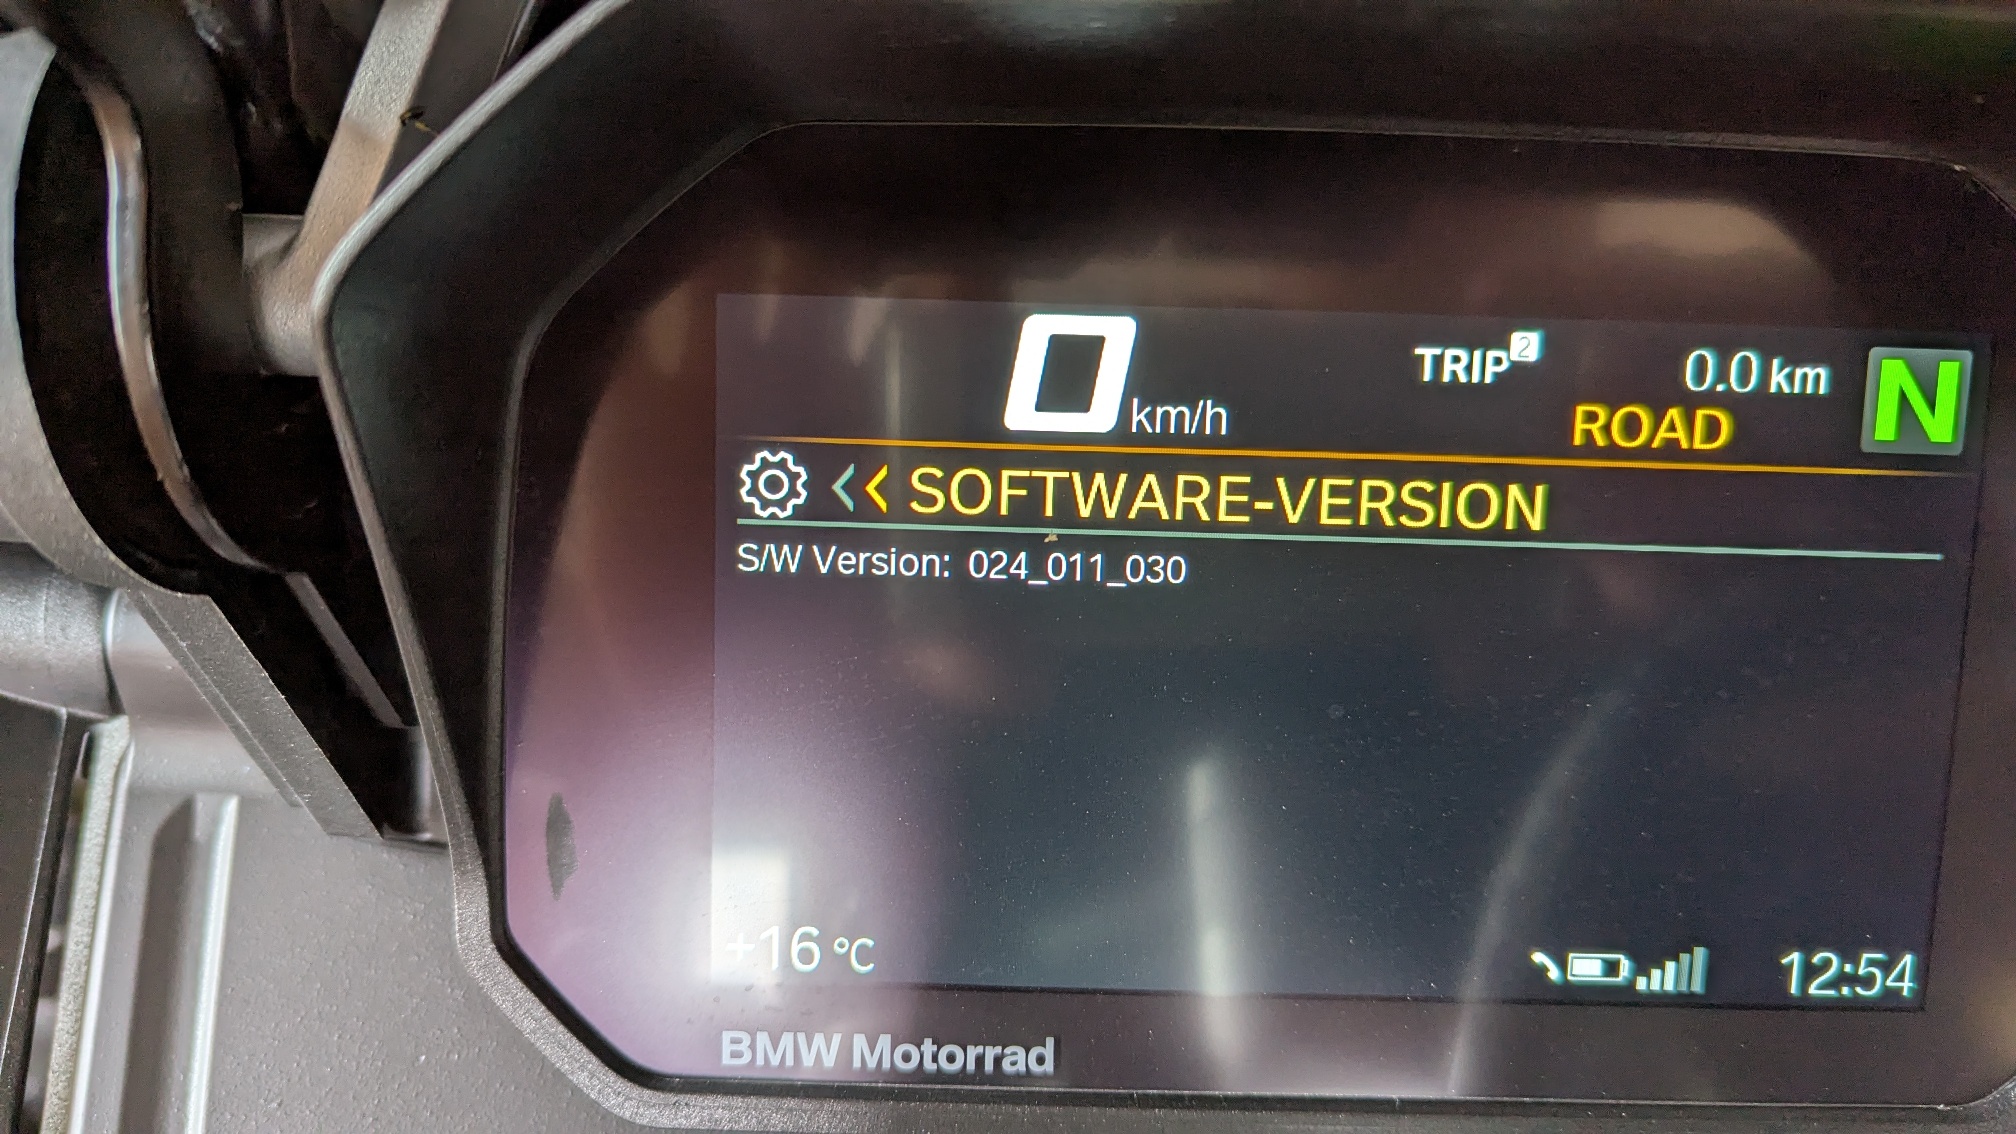 0 km/h TRIP 2 0.0 km N
ROAD
SOFTWARE-VERSION
S/W Version: 024_011_030
+16 °C 12:54
BMW Motorrad